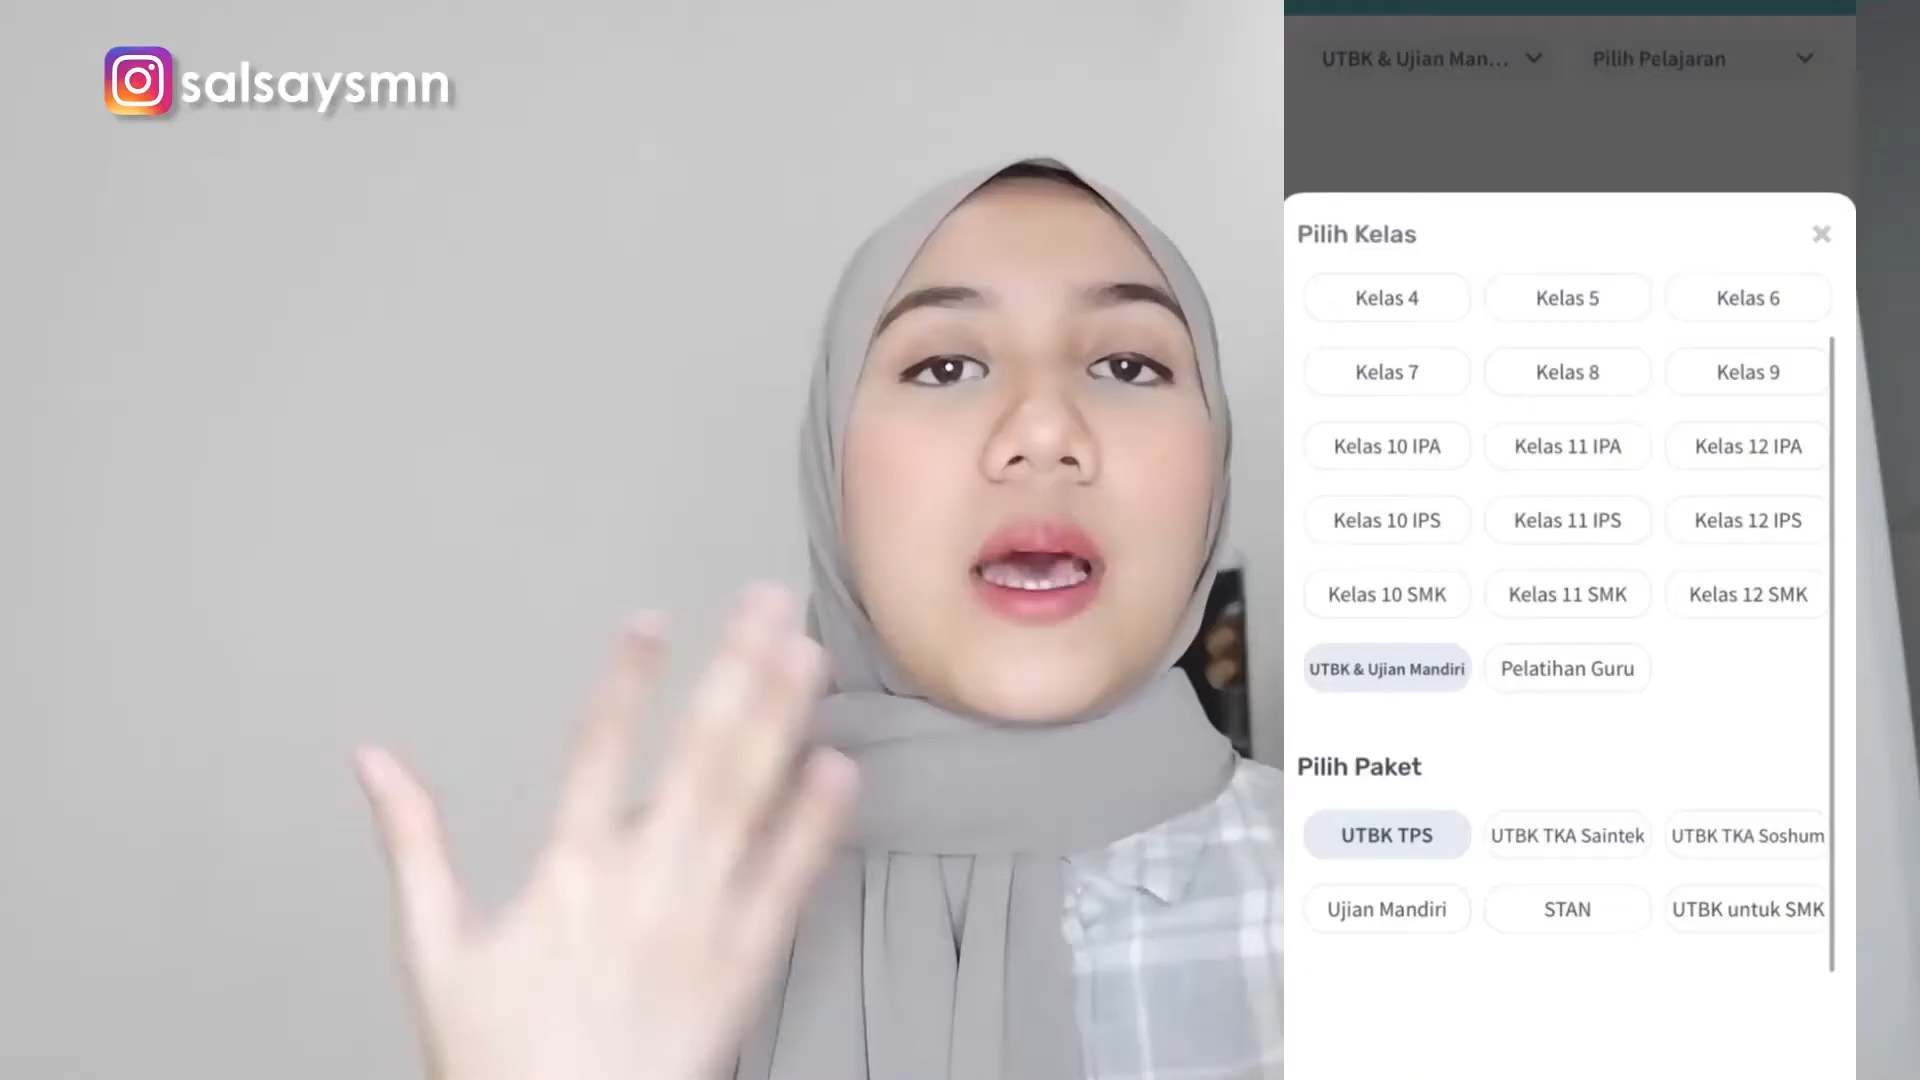 salsaysmn
UTBK & Ujian Man...
Pilih Pelajaran
Pilih Kelas
Kelas 4
Kelas 5
Kelas 6
Kelas 7
Kelas 8
Kelas 9
Kelas 10 IPA
Kelas 11 IPA
Kelas 12 IPA
Kelas 10 IPS
Kelas 11 IPS
Kelas 12 IPS
Kelas 10 SMK
Kelas 11 SMK
Kelas 12 SMK
UTBK & Ujian Mandiri
Pelatihan Guru
Pilih Paket
UTBK TPS
UTBK TKA Saintek
UTBK TKA Soshum
Ujian Mandiri
STAN
UTBK untuk SMK